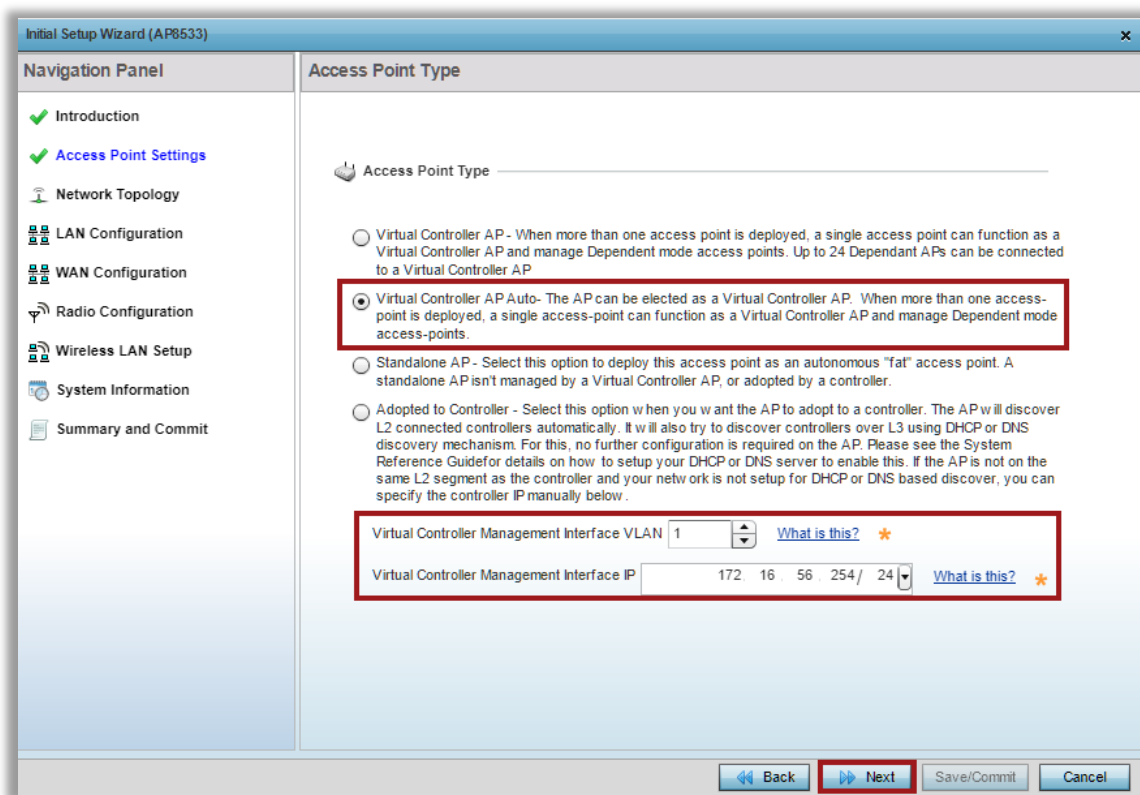 Initial Setup Wizard (AP8533)
Navigation Panel
Introduction
Access Point Settings
Network Topology
LAN Configuration
WAN Configuration
Radio Configuration
Wireless LAN Setup
System Information
Summary and Commit
Access Point Type
Access Point Type
Virtual Controller AP - When more than one access point is deployed, a single access point can function as a
Virtual Controller AP and manage Dependent mode access points. Up to 24 Dependant APs can be connected
to a Virtual Controller AP
Virtual Controller AP Auto- The AP can be elected as a Virtual Controller AP. When more than one access-
point is deployed, a single access-point can function as a Virtual Controller AP and manage Dependent mode
access-points.
Standalone AP - Select this option to deploy this access point as an autonomous "fat" access point. A
standalone AP isn't managed by a Virtual Controller AP, or adopted by a controller.
Adopted to Controller - Select this option when you want the AP to adopt to a controller. The AP will discover
L2 connected controllers automatically. It will also try to discover controllers over L3 using DHCP or DNS
discovery mechanism. For this, no further configuration is required on the AP. Please see the System
Reference Guidefor details on how to setup your DHCP or DNS server to enable this. If the AP is not on the
same L2 segment as the controller and your network is not setup for DHCP or DNS based discover, you can
specify the controller IP manually below.
Virtual Controller Management Interface VLAN 1 What is this? *
Virtual Controller Management Interface IP 172 . 16 . 56 . 254 / 24 What is this? *
Back Next Save/Commit Cancel